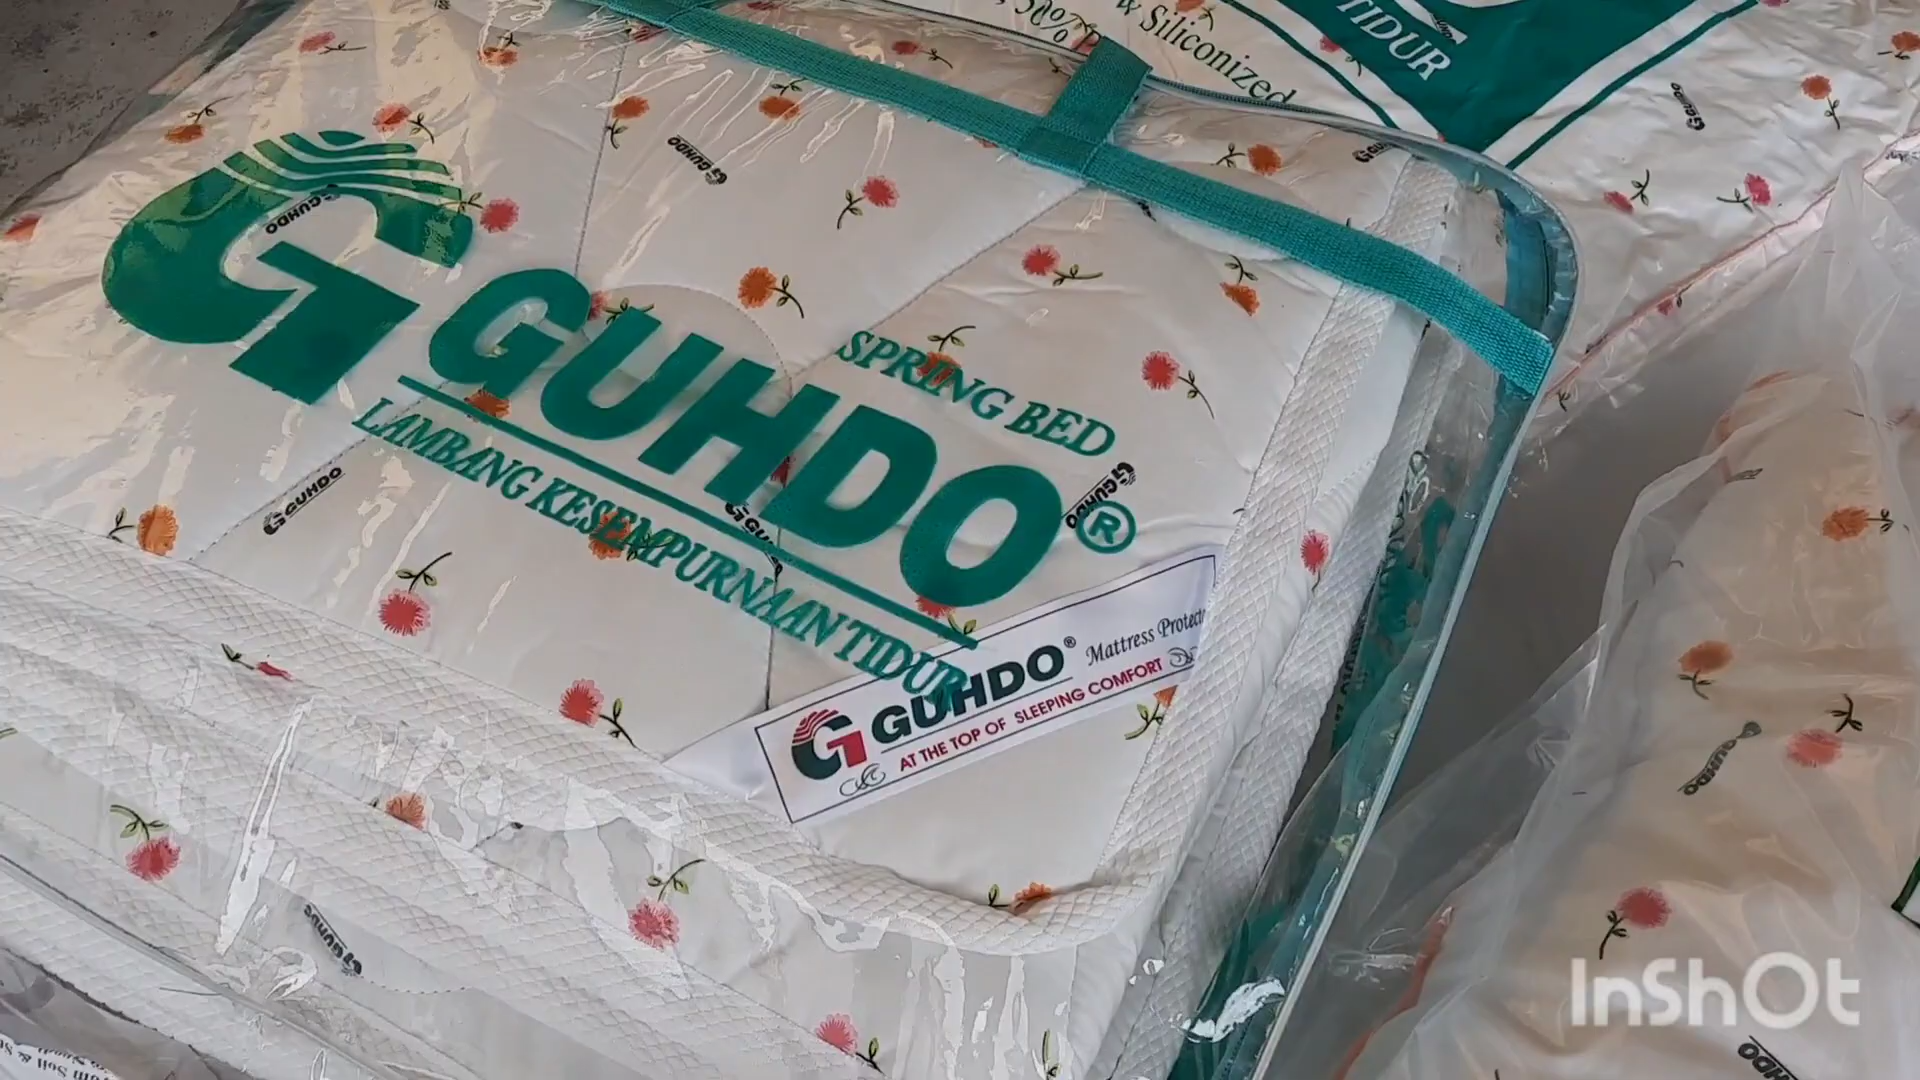 & Siliconized
TIDUR
SPRING BED
GUHDO®
LAMBANG KESEMPURNAAN TIDUR
GUHDO® Mattress Protector
AT THE TOP OF SLEEPING COMFORT
GUHDO
GUHDO
GUHDO
GUHDO
GUHDO
GUHDO
InShOt